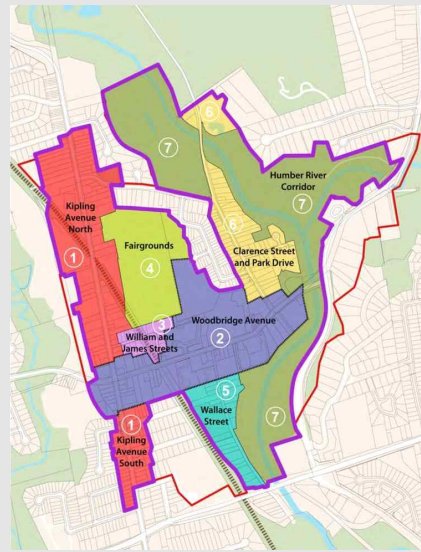 6
7
Humber River
Corridor
7
Kipling
Avenue
North
1
6
Fairgrounds
4
Clarence Street
and Park Drive
3
William and
James Streets
Woodbridge Avenue
2
5
Wallace
Street
7
1
Kipling
Avenue
South